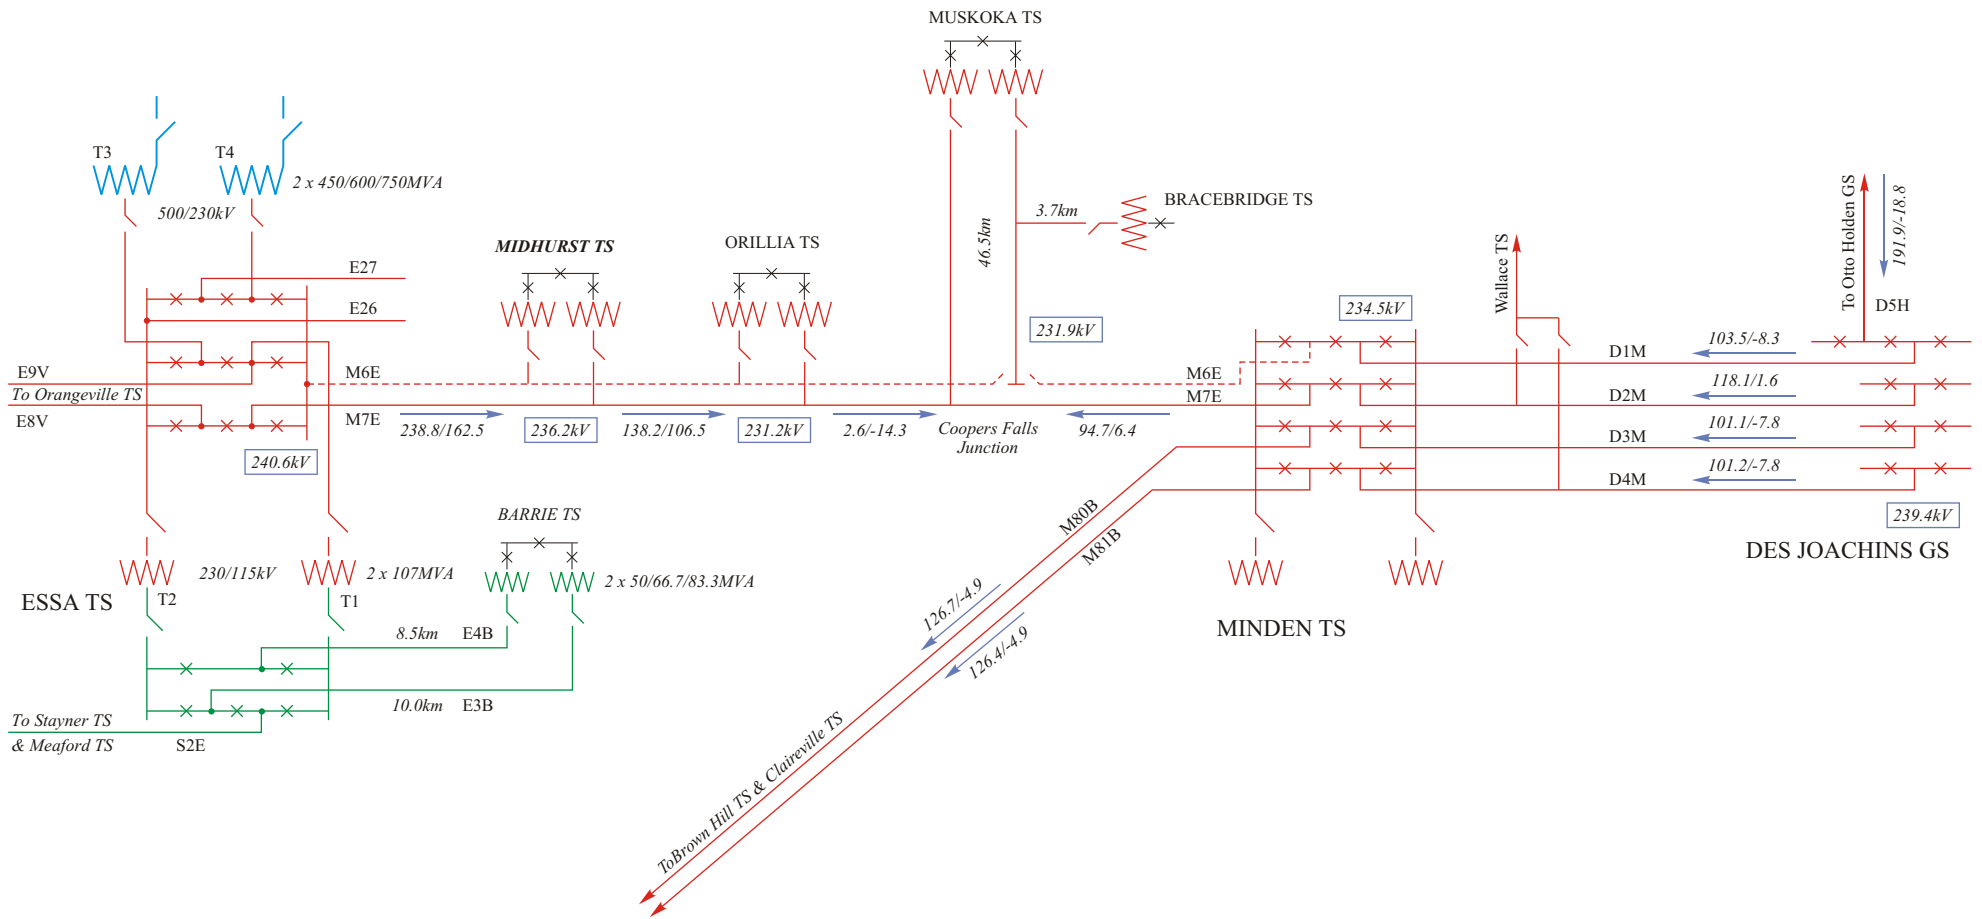 MUSKOKA TS
T3
T4
2 x 450/600/750MVA
500/230kV
BRACEBRIDGE TS
3.7km
46.5km
MIDHURST TS
ORILLIA TS
Wallace TS
To Otto Holden GS
191.9/-18.8
D5H
E27
E26
231.9kV
234.5kV
103.5/-8.3
D1M
E9V
M6E
M6E
To Orangeville TS
118.1/1.6
D2M
E8V
M7E
M7E
238.8/162.5
236.2kV
138.2/106.5
231.2kV
2.6/-14.3
Coopers Falls
Junction
94.7/6.4
101.1/-7.8
D3M
240.6kV
101.2/-7.8
D4M
239.4kV
DES JOACHINS GS
BARRIE TS
M80B
M81B
230/115kV
2 x 107MVA
2 x 50/66.7/83.3MVA
ESSA TS
T2
T1
126.7/-4.9
126.4/-4.9
MINDEN TS
8.5km
E4B
10.0km
E3B
To Stayner TS
& Meaford TS
S2E
ToBrown Hill TS & Claireville TS